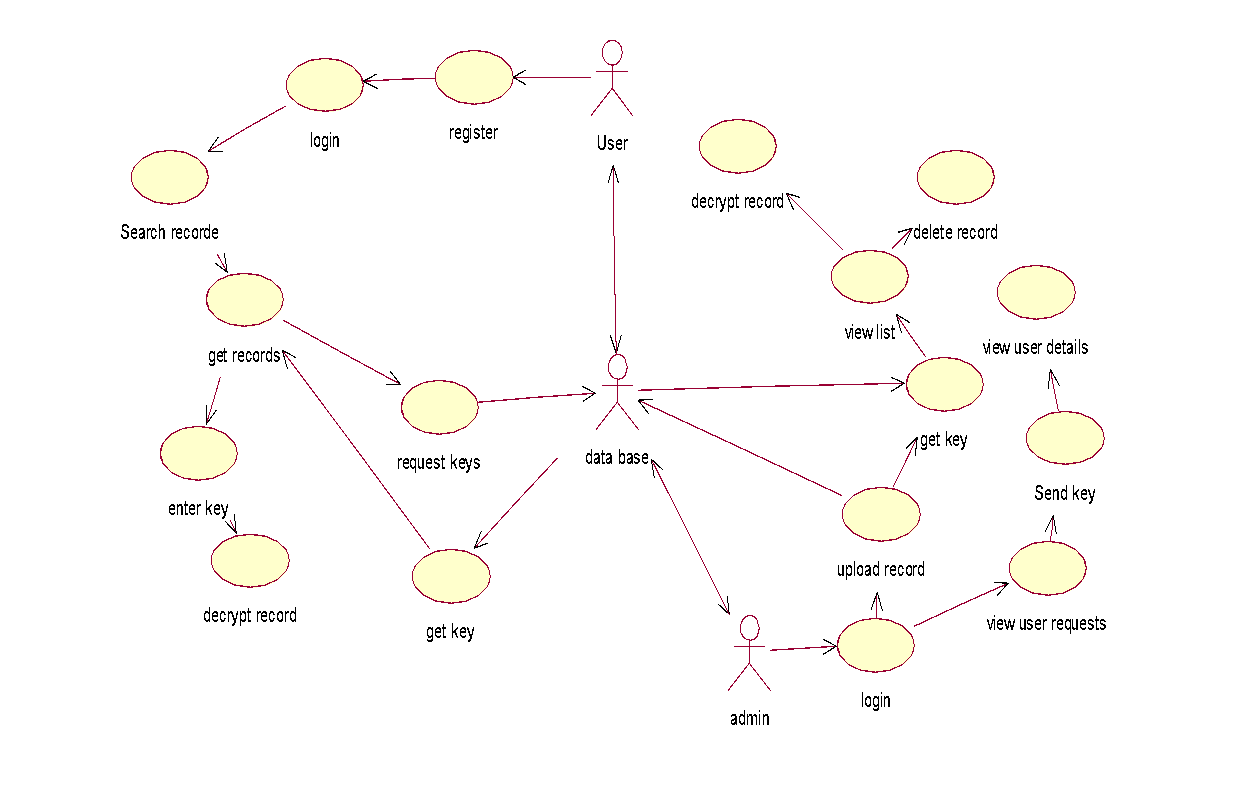 register
login
User
decrypt record
Search recorde
delete record
view list
view user details
get records
get key
request keys
data base
Send key
enter key
upload record
decrypt record
get key
view user requests
login
admin